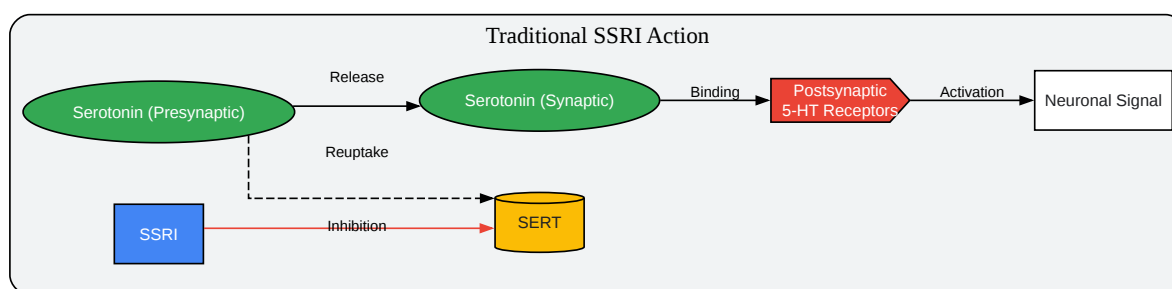 Traditional SSRI Action
Release
Serotonin (Presynaptic)
Serotonin (Synaptic)
Binding
Postsynaptic
5-HT Receptors
Activation
Neuronal Signal
Reuptake
SSRI
Inhibition
SERT